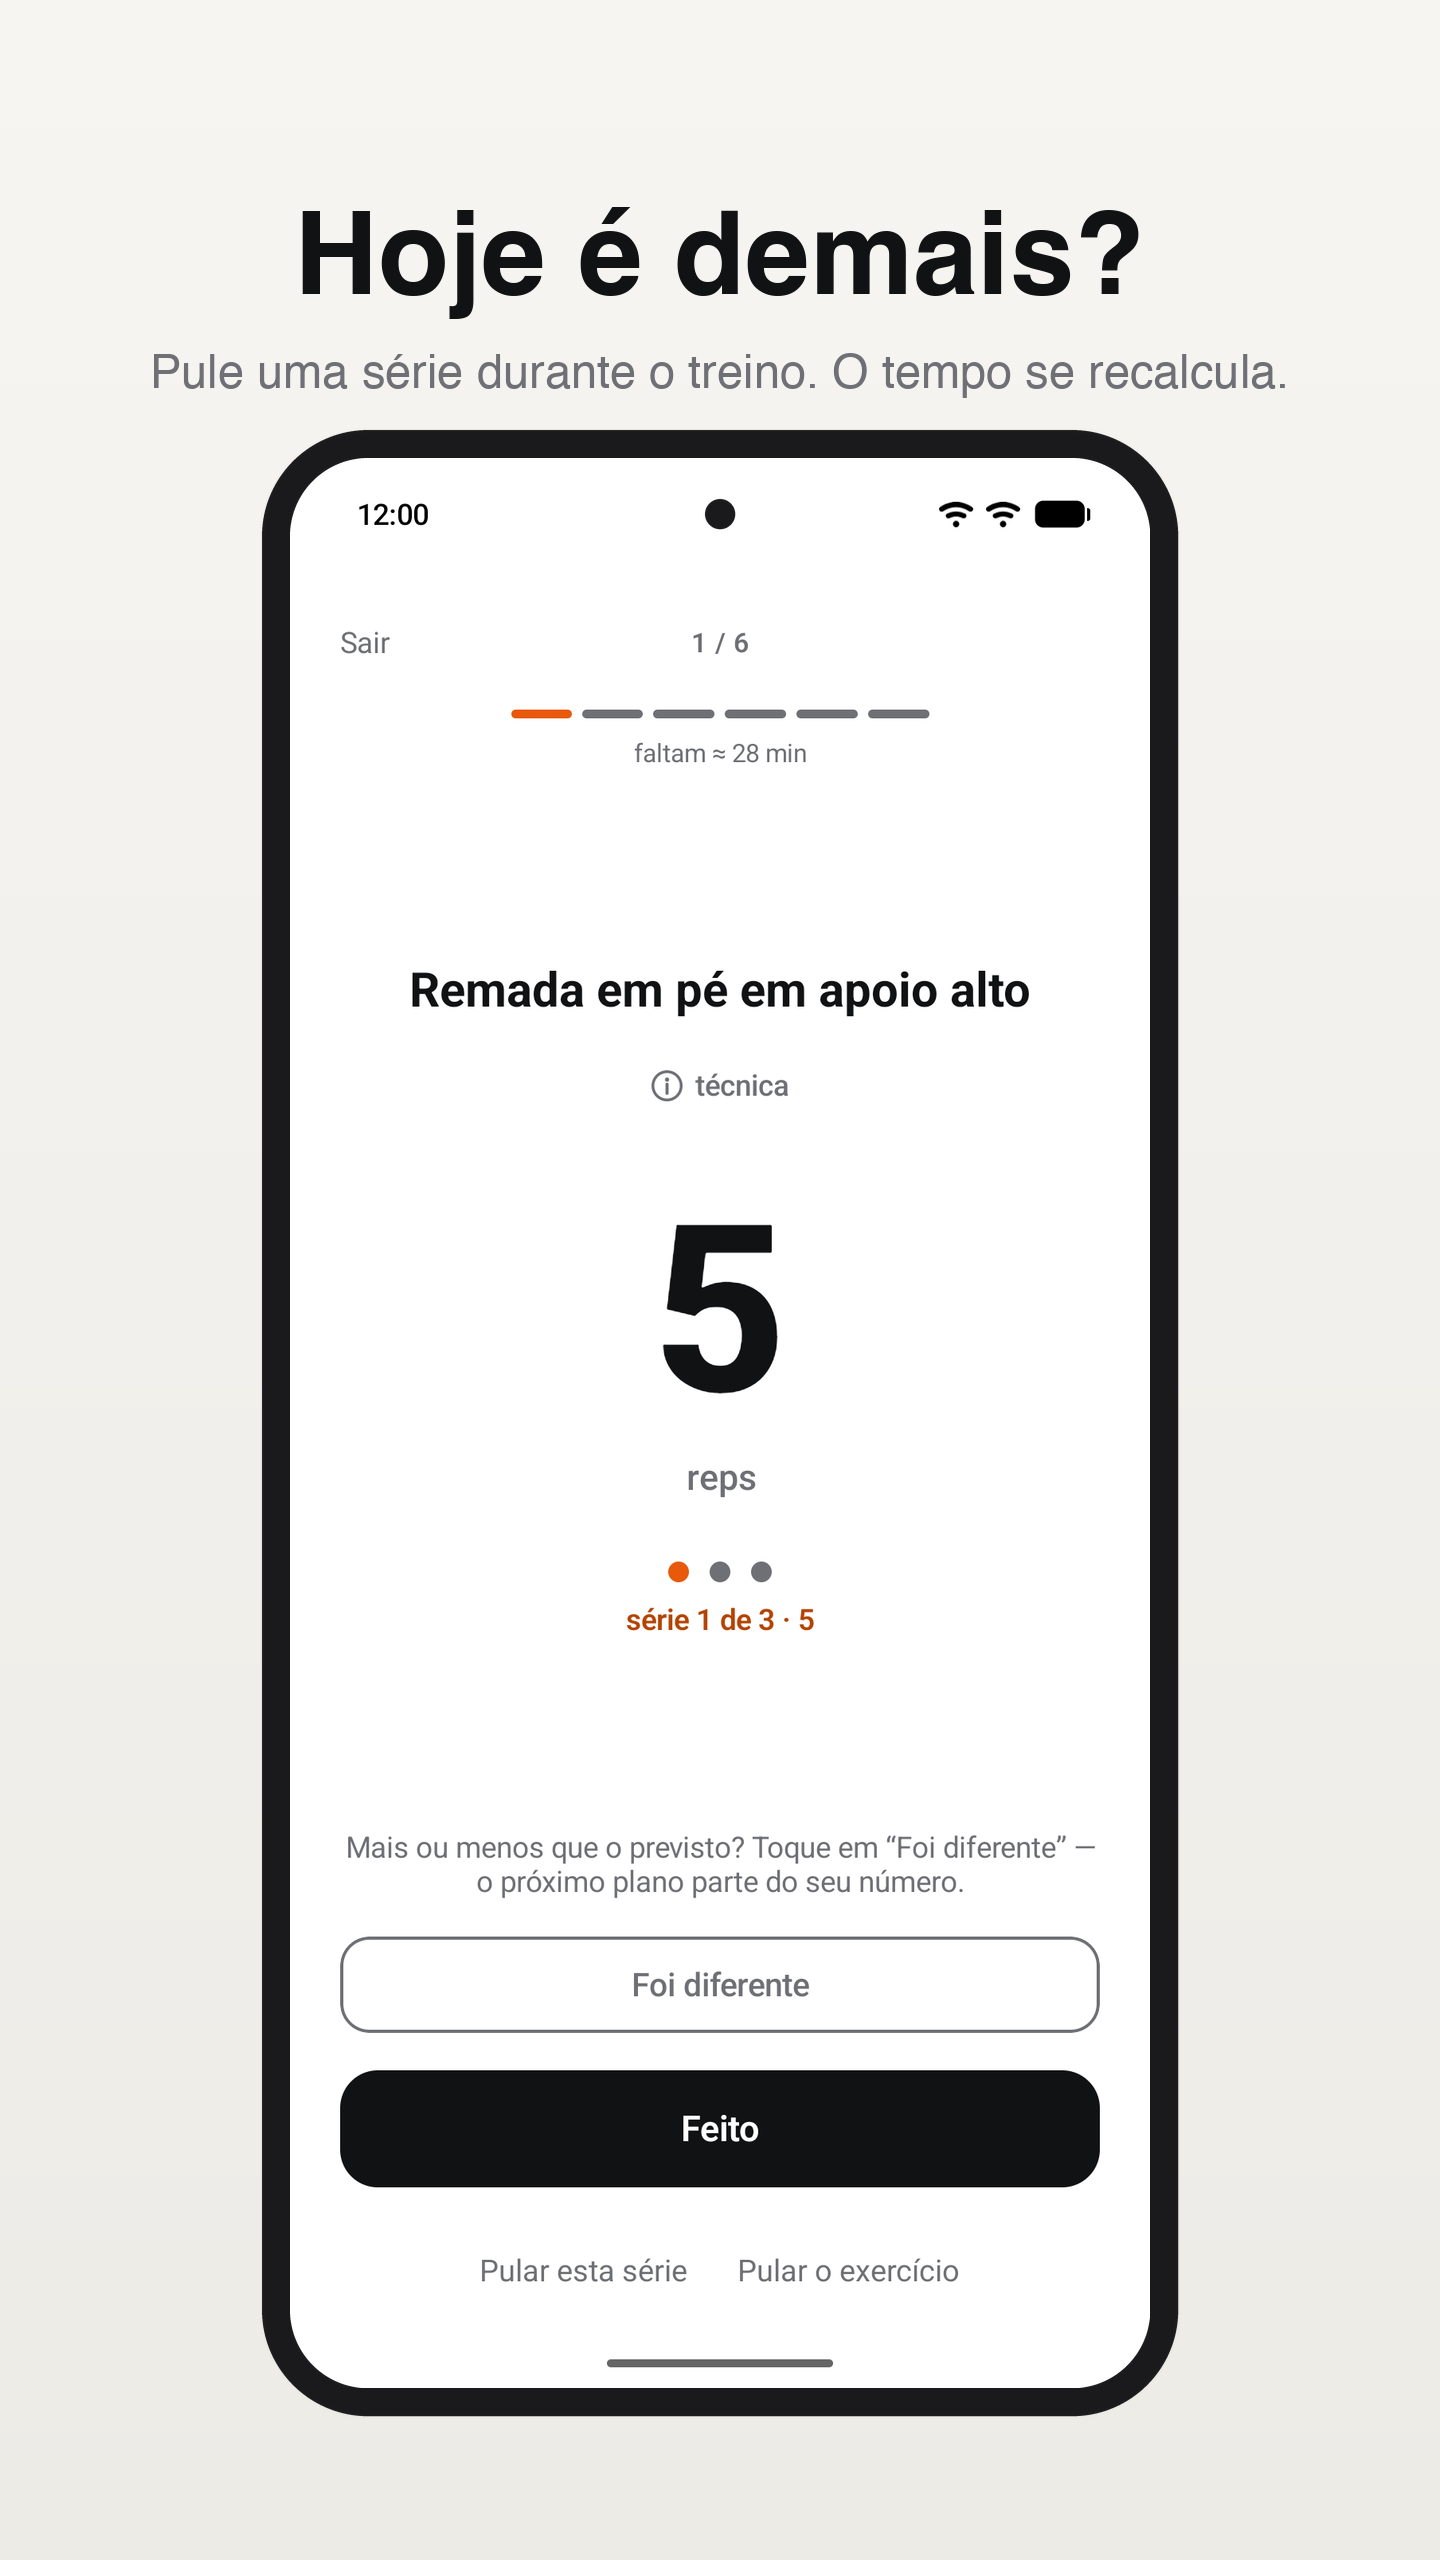 Hoje é demais?
Pule uma série durante o treino. O tempo se recalcula.
12:00
Sair
1 / 6
faltam ≈ 28 min
Remada em pé em apoio alto
técnica
5
reps
série 1 de 3 · 5
Mais ou menos que o previsto? Toque em “Foi diferente” —
o próximo plano parte do seu número.
Foi diferente
Feito
Pular esta série
Pular o exercício